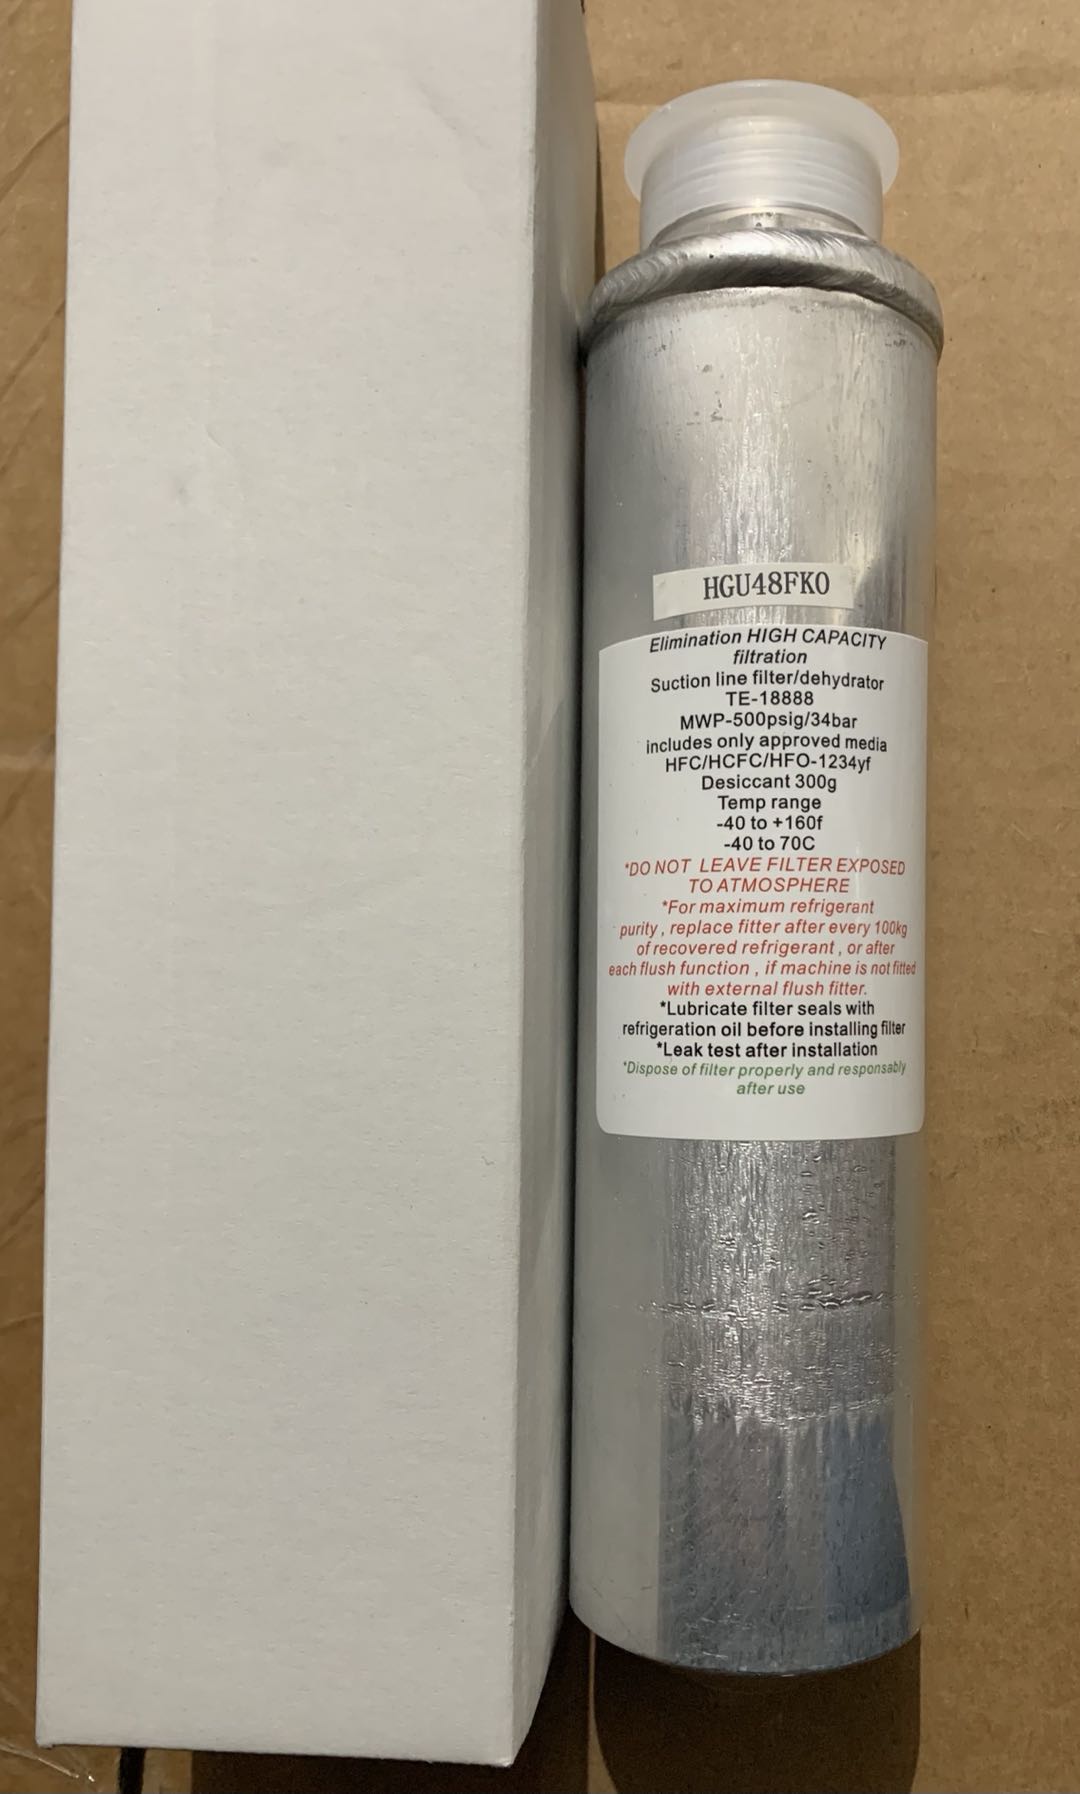 HGU48FKO
Elimination HIGH CAPACITY
filtration
Suction line filter/dehydrator
TE-18888
MWP-500psig/34bar
includes only approved media
HFC/HCFC/HFO-1234yf
Desiccant 300g
Temp range
-40 to +160f
-40 to 70C
*DO NOT LEAVE FILTER EXPOSED
TO ATMOSPHERE
*For maximum refrigerant
purity , replace fitter after every 100kg
of recovered refrigerant , or after
each flush function , if machine is not fitted
with external flush fitter.
*Lubricate filter seals with
refrigeration oil before installing filter
*Leak test after installation
*Dispose of filter properly and responsably
after use